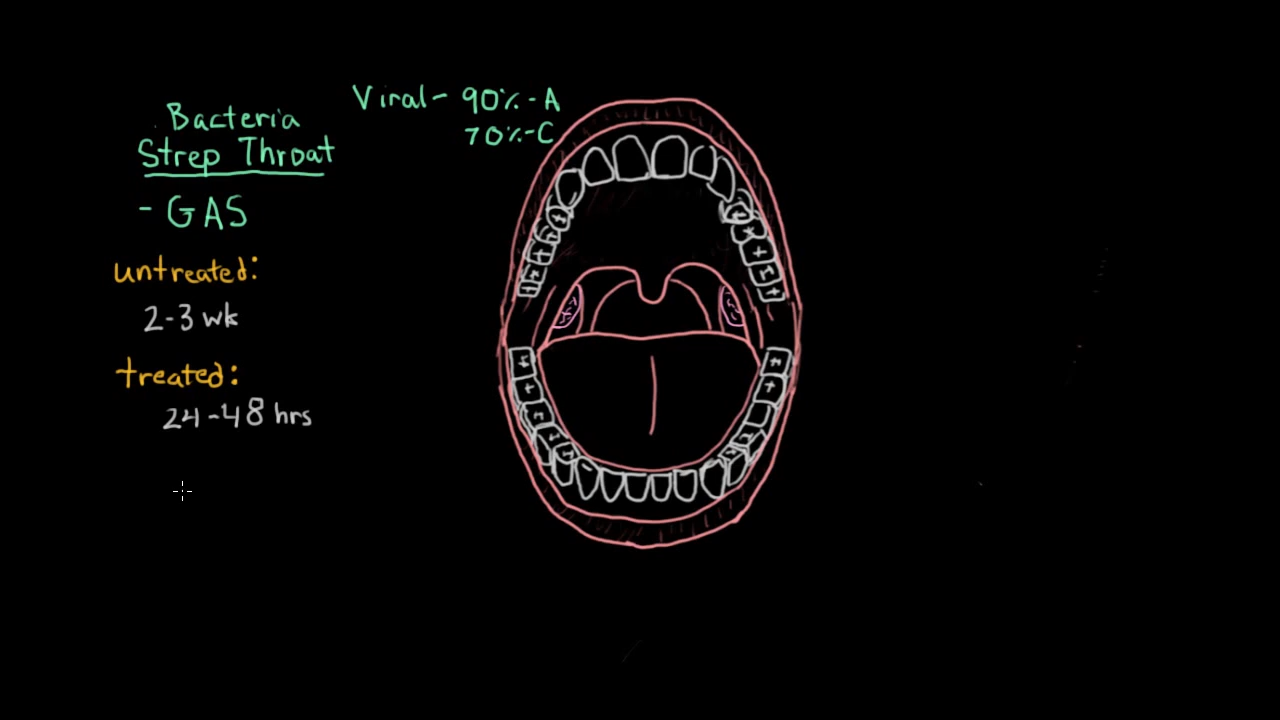 Bacteria
Strep Throat
- GAS
untreated:
2-3 wk
treated:
24-48 hrs
Viral- 90%-A
70%-C